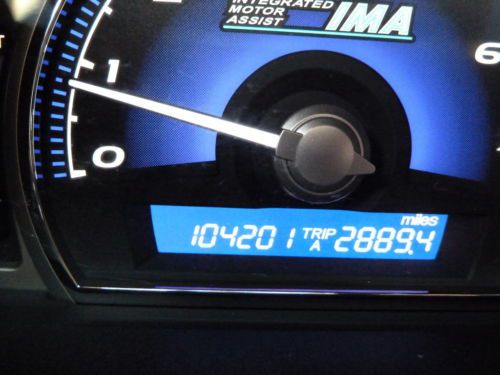 INTEGRATED
MOTOR
ASSIST
IMA
6
1
0
miles
104201 TRIP A 2889.4